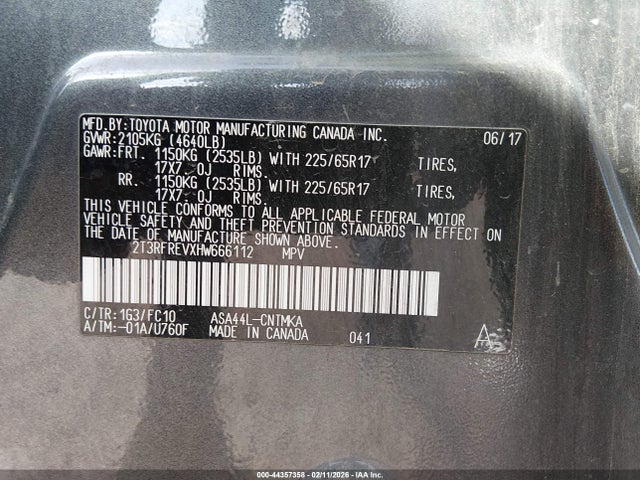 MFD.BY:TOYOTA MOTOR MANUFACTURING CANADA INC. 06/17
GVWR:2105KG (4640LB)
GAWR:FRT. 1150KG (2535LB) WITH 225/65R17 TIRES,
17X7. 0J RIMS.
RR. 1150KG (2535LB) WITH 225/65R17 TIRES,
17X7. 0J RIMS.
THIS VEHICLE CONFORMS TO ALL APPLICABLE FEDERAL MOTOR
VEHICLE SAFETY AND THEFT PREVENTION STANDARDS IN EFFECT ON
THE DATE OF MANUFACTURE SHOWN ABOVE.
2T3RFREVXHW666112 MPV
C/TR:1G3/FC10 ASA44L-CNTMKA
A/TM:-01A/U760F MADE IN CANADA 041 A
000-44357358 - 02/11/2026 - IAA Inc.